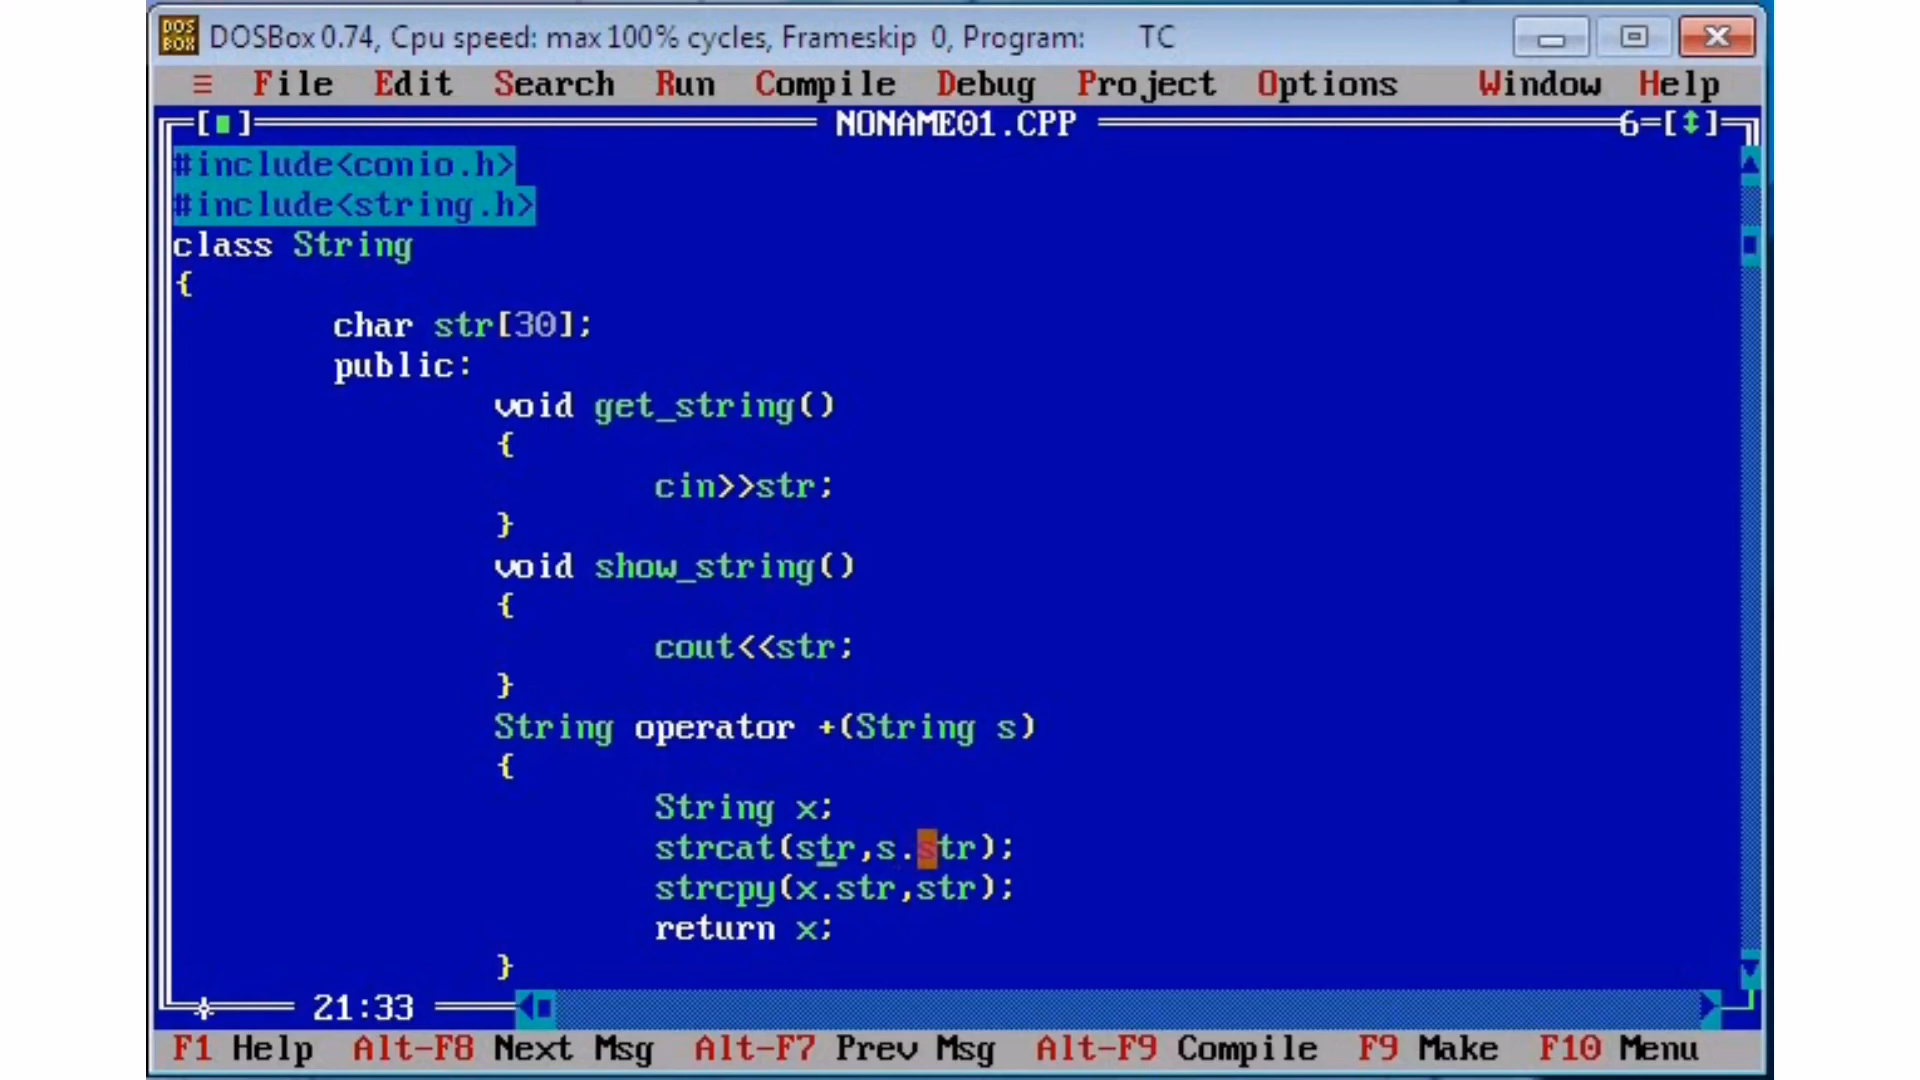 DOS BOX DOSBox 0.74, Cpu speed: max 100% cycles, Frameskip 0, Program: TC
≡ File Edit Search Run Compile Debug Project Options Window Help
[■] NONAME01.CPP 6=[↕]
#include<conio.h>
#include<string.h>
class String
{
char str[30];
public:
void get_string()
{
cin>>str;
}
void show_string()
{
cout<<str;
}
String operator +(String s)
{
String x;
strcat(str,s.str);
strcpy(x.str,str);
return x;
}
21:33
F1 Help Alt-F8 Next Msg Alt-F7 Prev Msg Alt-F9 Compile F9 Make F10 Menu